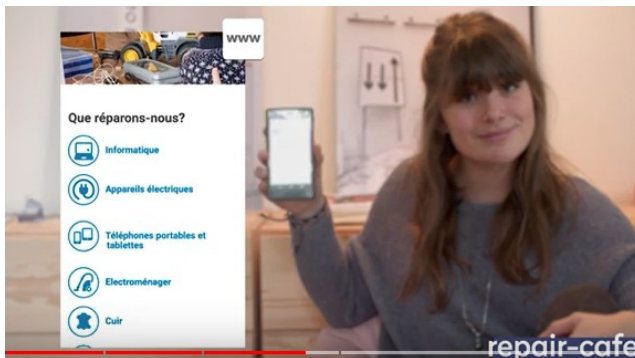 www
Que réparons-nous?
Informatique
Appareils électriques
Téléphones portables et
tablettes
Electroménager
Cuir
repair-cafe